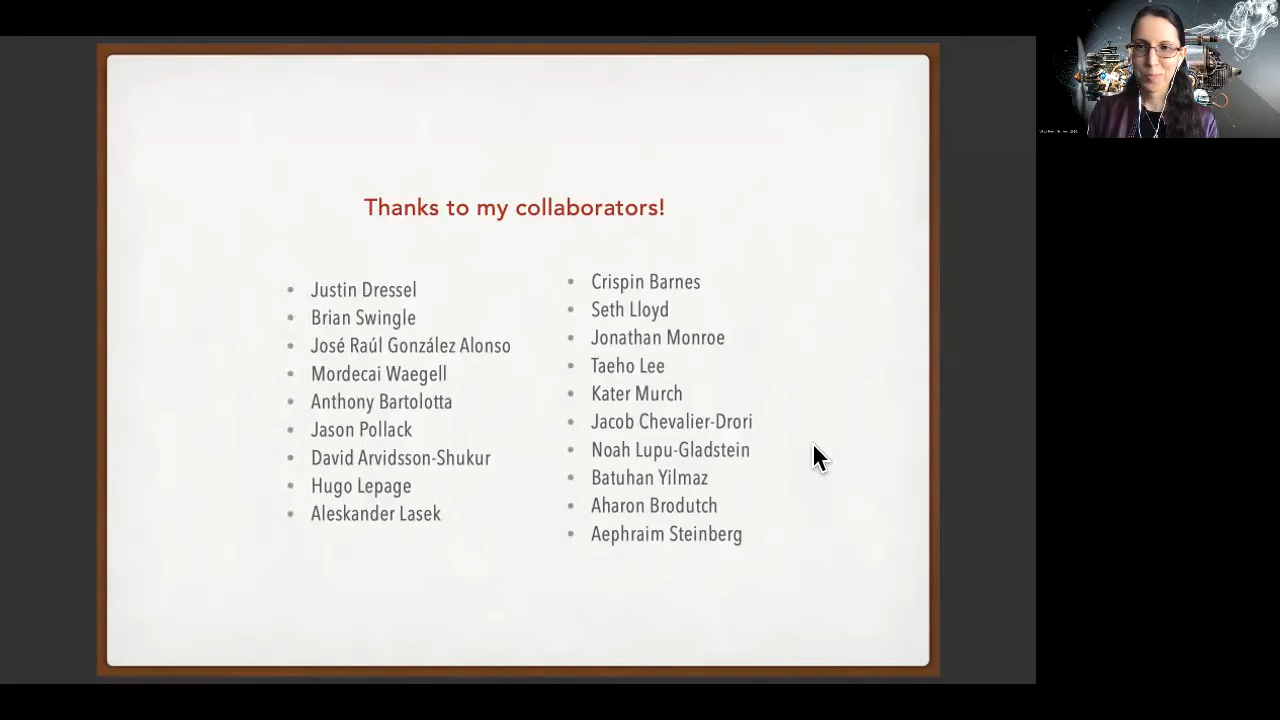 Thanks to my collaborators!
Justin Dressel
Brian Swingle
José Raúl González Alonso
Mordecai Waegell
Anthony Bartolotta
Jason Pollack
David Arvidsson-Shukur
Hugo Lepage
Aleskander Lasek
Crispin Barnes
Seth Lloyd
Jonathan Monroe
Taeho Lee
Kater Murch
Jacob Chevalier-Drori
Noah Lupu-Gladstein
Batuhan Yilmaz
Aharon Brodutch
Aephraim Steinberg